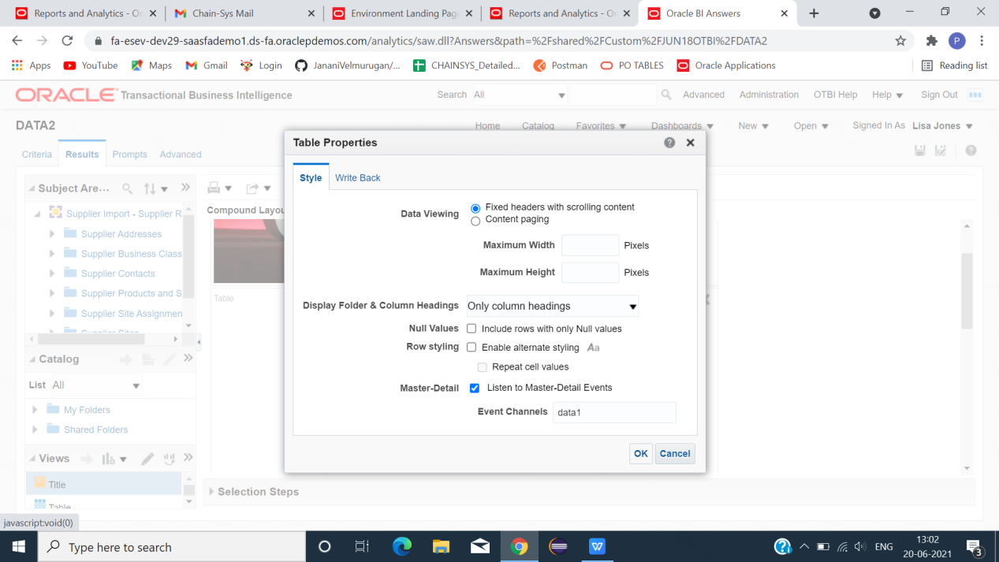 Reports and Analytics - O
Chain-Sys Mail
Environment Landing Pag
Reports and Analytics - O
Oracle BI Answers
fa-esev-dev29-saasfademo1.ds-fa.oraclepdemos.com/analytics/saw.dll?Answers&path=%2Fshared%2FCustom%2FJUN18OTBI%2FDATA2
P
Apps
YouTube
Maps
Gmail
Login
JananiVelmurugan/...
CHAINSYS_Detailed...
Postman
PO TABLES
Oracle Applications
Reading list
ORACLE Transactional Business Intelligence
Search All
Advanced
Administration
OTBI Help
Help
Sign Out
DATA2
Home
Catalog
Favorites
Dashboards
New
Open
Signed In As Lisa Jones
Criteria
Results
Prompts
Advanced
Subject Are...
Supplier Import - Supplier R
Supplier Addresses
Supplier Business Class
Supplier Contacts
Supplier Products and S
Supplier Site Assignmen
Supplier Sites
Catalog
List All
My Folders
Shared Folders
Views
Title
Table
Compound Layou
Table
Table Properties
Style
Write Back
Data Viewing
Fixed headers with scrolling content
Content paging
Maximum Width
Pixels
Maximum Height
Pixels
Display Folder & Column Headings
Only column headings
Null Values
Include rows with only Null values
Row styling
Enable alternate styling Aa
Repeat cell values
Master-Detail
Listen to Master-Detail Events
Event Channels
data1
OK
Cancel
Selection Steps
javascript:void(0)
Type here to search
W
ENG
13:02
20-06-2021
3